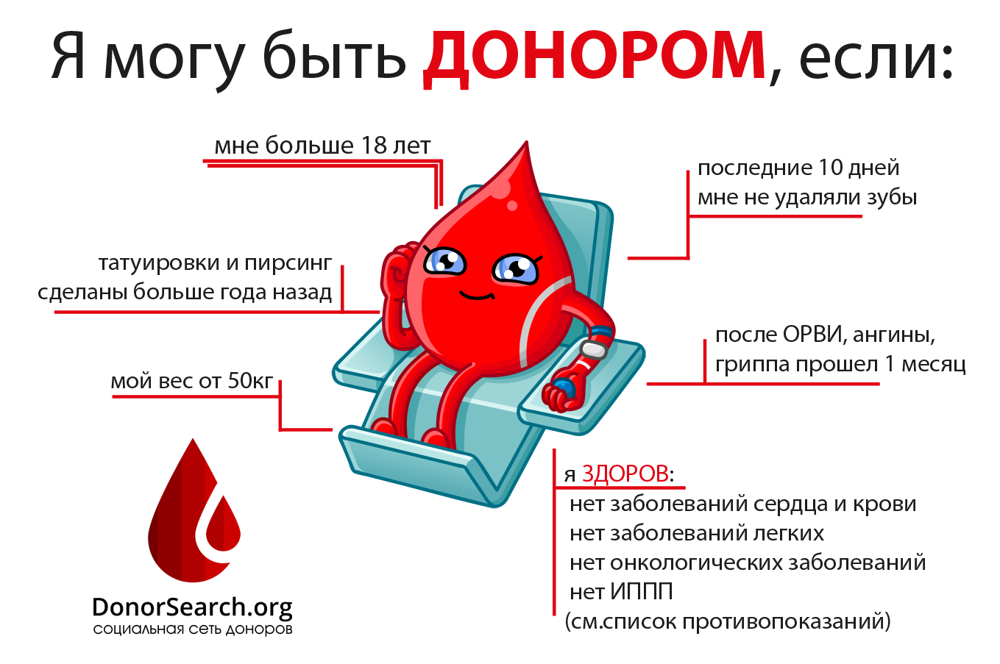 Я могу быть ДОНОРОМ, если:
мне больше 18 лет
последние 10 дней
мне не удаляли зубы
татуировки и пирсинг
сделаны больше года назад
после ОРВИ, ангины,
гриппа прошел 1 месяц
мой вес от 50кг
я ЗДОРОВ:
нет заболеваний сердца и крови
нет заболеваний легких
нет онкологических заболеваний
нет ИППП
(см.список противопоказаний)
DonorSearch.org
социальная сеть доноров